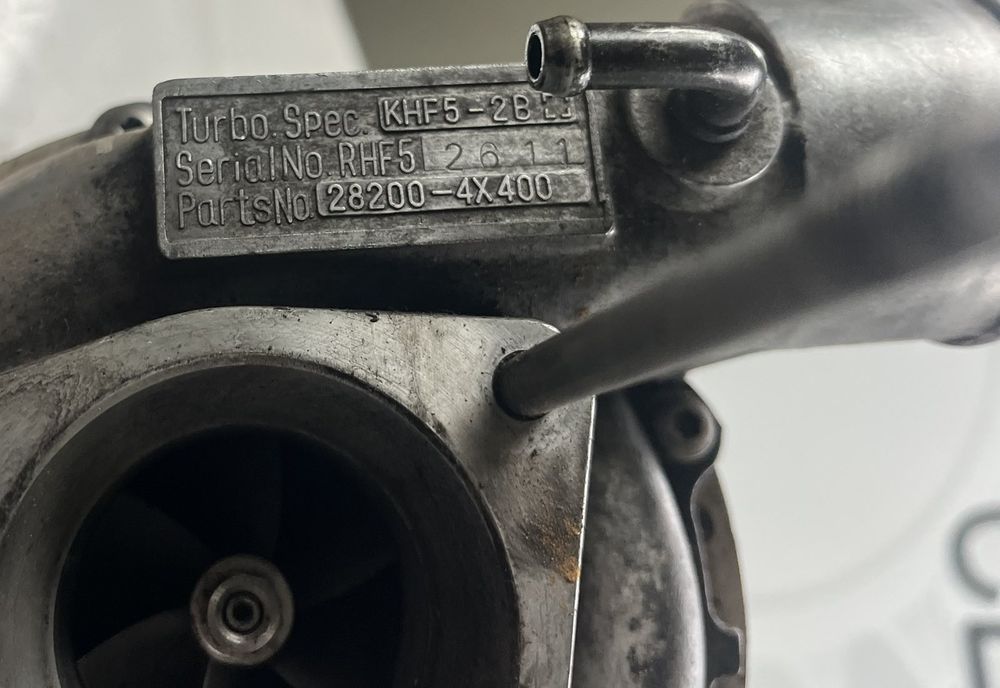 Turbo. Spec. KHF5-2B
Serial No. RHF5 2611
Parts No. 28200-4X400